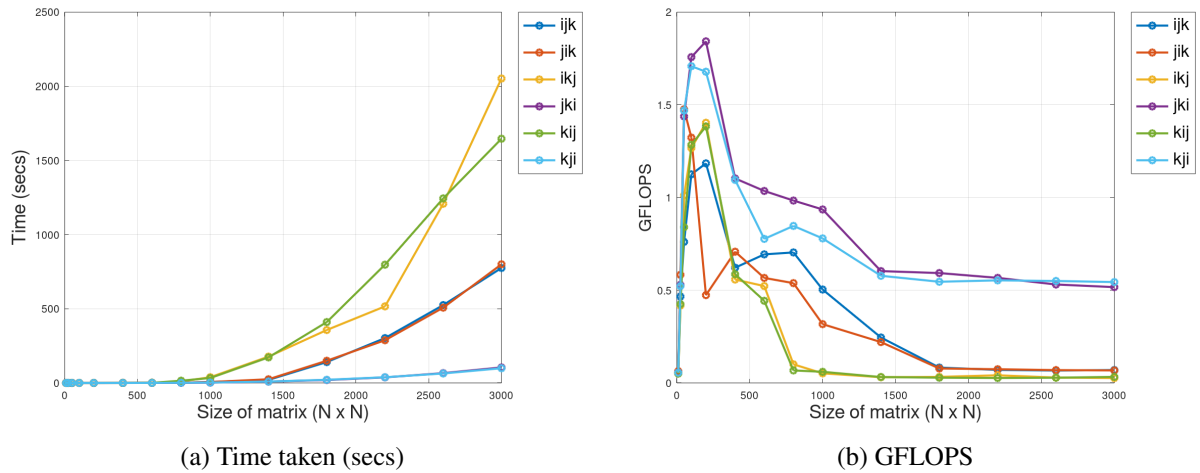 2500
2000
1500
1000
500
0
0 500 1000 1500 2000 2500 3000
Time (secs)
Size of matrix (N x N)
ijk
jik
ikj
jki
kij
kji
(a) Time taken (secs)
2
1.5
1
0.5
0
0 500 1000 1500 2000 2500 3000
GFLOPS
Size of matrix (N x N)
ijk
jik
ikj
jki
kij
kji
(b) GFLOPS